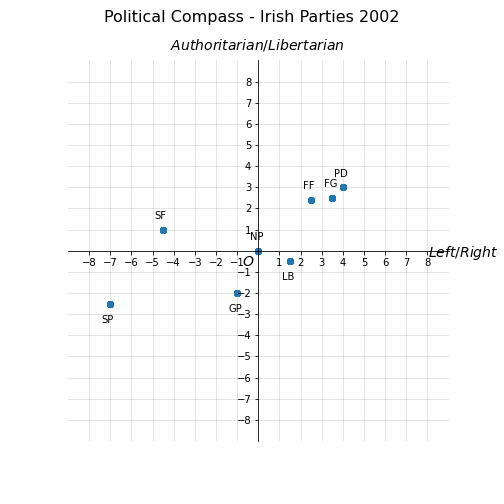 Political Compass - Irish Parties 2002
Authoritarian/Libertarian
8
7
6
5
4
PD
3
FF
FG
2
SF
1
NP
Left/Right
O
−8 −7 −6 −5 −4 −3 −2 −1 1 2 3 4 5 6 7 8
−1
LB
−2
GP
SP
−3
−4
−5
−6
−7
−8